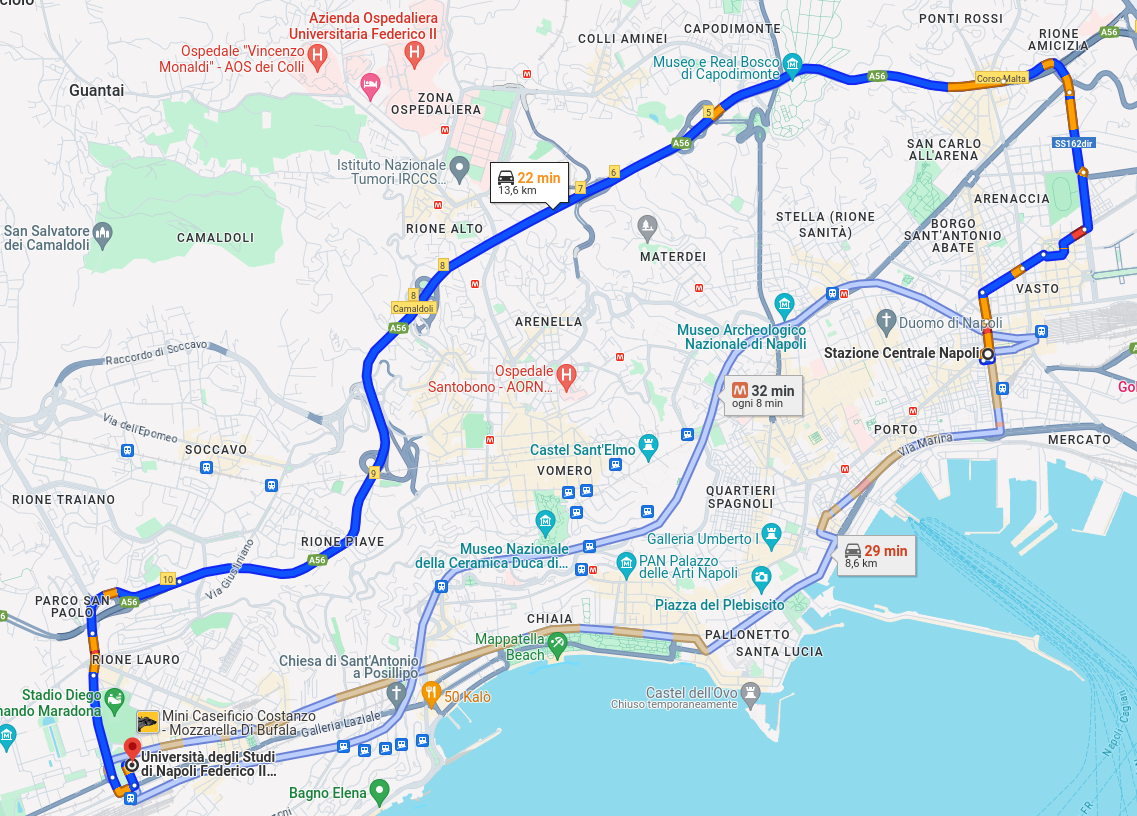 Azienda Ospedaliera
Universitaria Federico II
COLLI AMINEI
CAPODIMONTE
PONTI ROSSI
RIONE
AMICIZIA
A56
Ospedale "Vincenzo
Monaldi" - AOS dei Colli
Museo e Real Bosco
di Capodimonte
A56
Corso Malta
Guantai
ZONA
OSPEDALIERA
5
A56
SS162dir
SAN CARLO
ALL'ARENA
Istituto Nazionale
Tumori IRCCS...
22 min
13,6 km
7
6
ARENACCIA
San Salvatore
dei Camaldoli
CAMALDOLI
RIONE ALTO
STELLA (RIONE
SANITÀ)
BORGO
SANT'ANTONIO
ABATE
MATERDEI
8
8
Camaldoli
A56
VASTO
ARENELLA
Museo Archeologico
Nazionale di Napoli
Duomo di Napoli
Stazione Centrale Napoli
Raccordo di Soccavo
Ospedale
Santobono - AORN...
32 min
ogni 8 min
Via dell'Epomeo
SOCCAVO
Castel Sant'Elmo
PORTO
Via Marina
MERCATO
9
VOMERO
RIONE TRAIANO
QUARTIERI
SPAGNOLI
RIONE PIAVE
A56
Via Giustiniano
Museo Nazionale
della Ceramica Duca di...
Galleria Umberto
PAN Palazzo
delle Arti Napoli
29 min
8,6 km
10
A56
PARCO SAN
PAOLO
Piazza del Plebiscito
CHIAIA
Mappatella
Beach
PALLONETTO
SANTA LUCIA
RIONE LAURO
Chiesa di Sant'Antonio
a Posillipo
Stadio Diego
nando Maradona
50 Kalò
Castel dell'Ovo
Chiuso temporaneamente
Mini Caseificio Costanzo
- Mozzarella Di Bufala
Galleria Laziale
Università degli Studi
di Napoli Federico II...
Bagno Elena
Napoli - Cagliari
FR